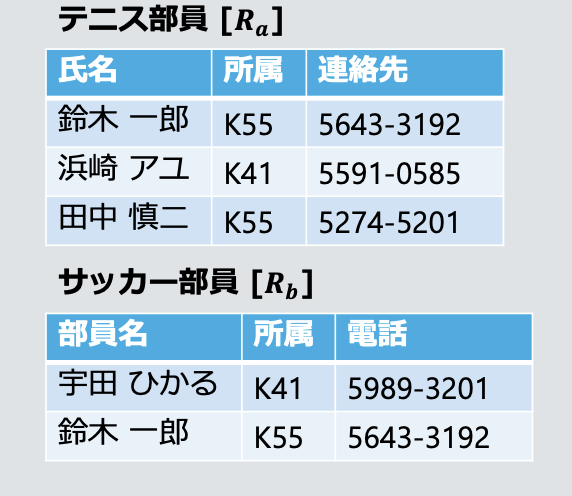 テニス部員 [Ra]
氏名 所属 連絡先
鈴木 一郎 K55 5643-3192
浜崎 アユ K41 5591-0585
田中 慎二 K55 5274-5201
サッカー部員 [Rb]
部員名 所属 電話
宇田 ひかる K41 5989-3201
鈴木 一郎 K55 5643-3192